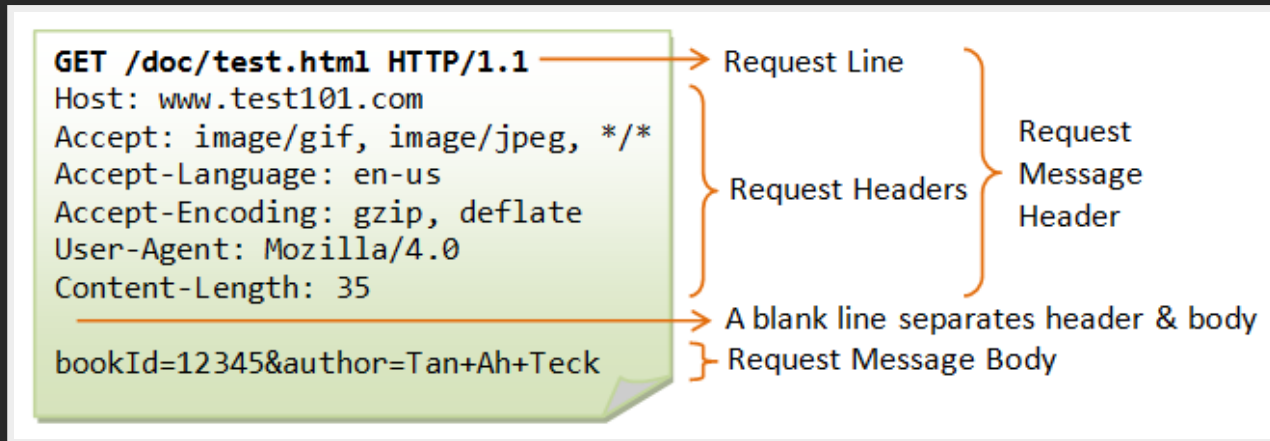 GET /doc/test.html HTTP/1.1
Request Line
Host: www.test101.com
Accept: image/gif, image/jpeg, */*
Accept-Language: en-us
Accept-Encoding: gzip, deflate
User-Agent: Mozilla/4.0
Content-Length: 35
Request Headers
Request
Message
Header
A blank line separates header & body
bookId=12345&author=Tan+Ah+Teck
Request Message Body